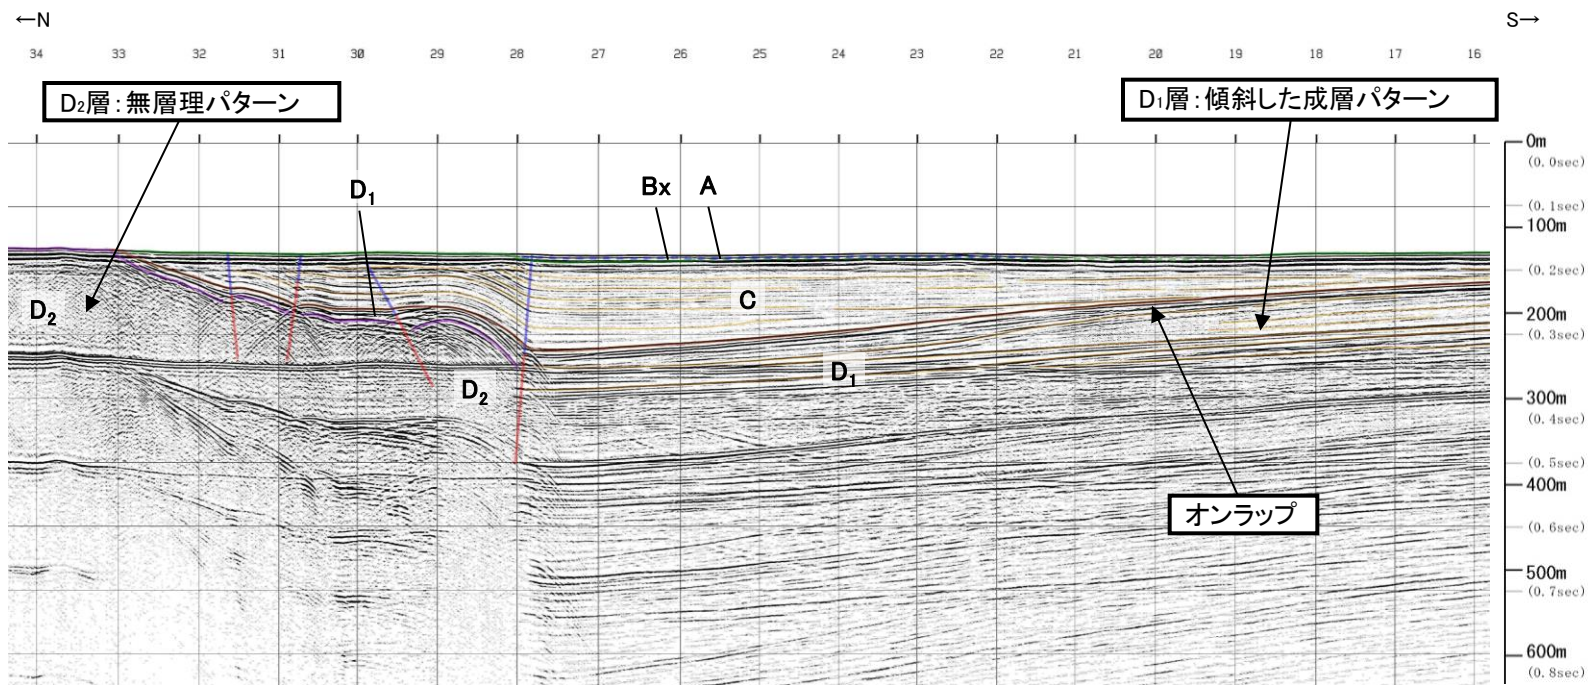 ←N
S→
34 33 32 31 30 29 28 27 26 25 24 23 22 21 20 19 18 17 16
D₂層：無層理パターン
D₁層：傾斜した成層パターン
0m
(0.0sec)
D₁
Bx
A
(0.1sec)
100m
(0.2sec)
D₂
C
200m
(0.3sec)
D₁
D₂
300m
(0.4sec)
(0.5sec)
400m
オンラップ
(0.6sec)
500m
(0.7sec)
600m
(0.8sec)